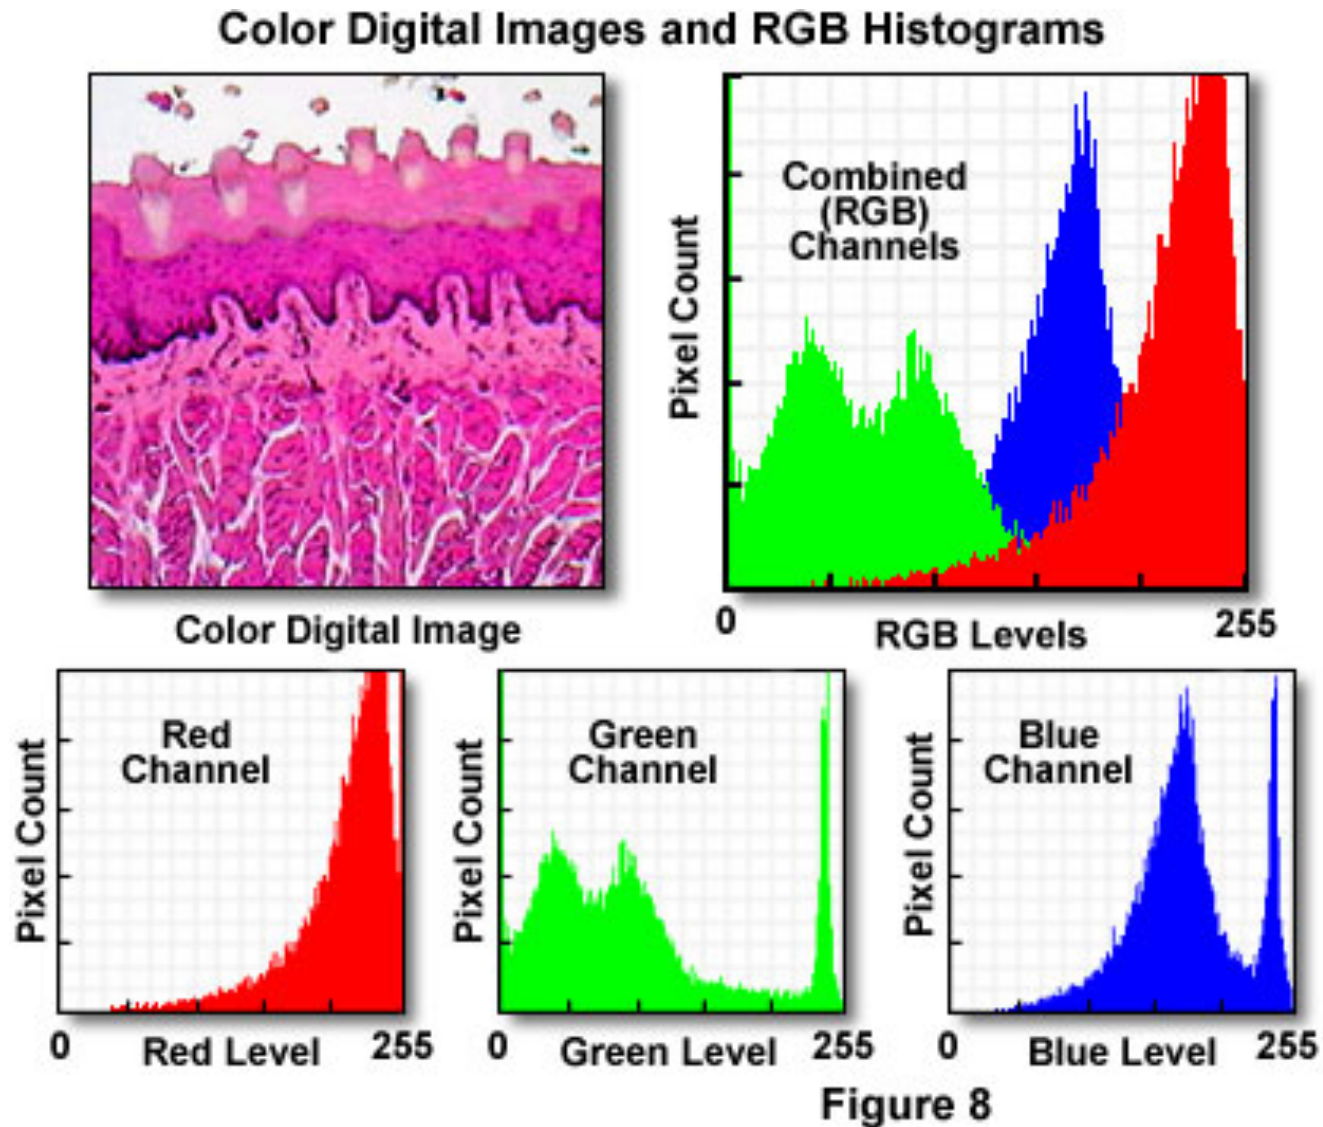 Color Digital Images and RGB Histograms
Combined
(RGB)
Channels
Pixel Count
0
255
RGB Levels
Color Digital Image
Red
Channel
Pixel Count
0
Red Level
255
Green
Channel
Pixel Count
0
Green Level
255
Blue
Channel
Pixel Count
0
Blue Level
255
Figure 8